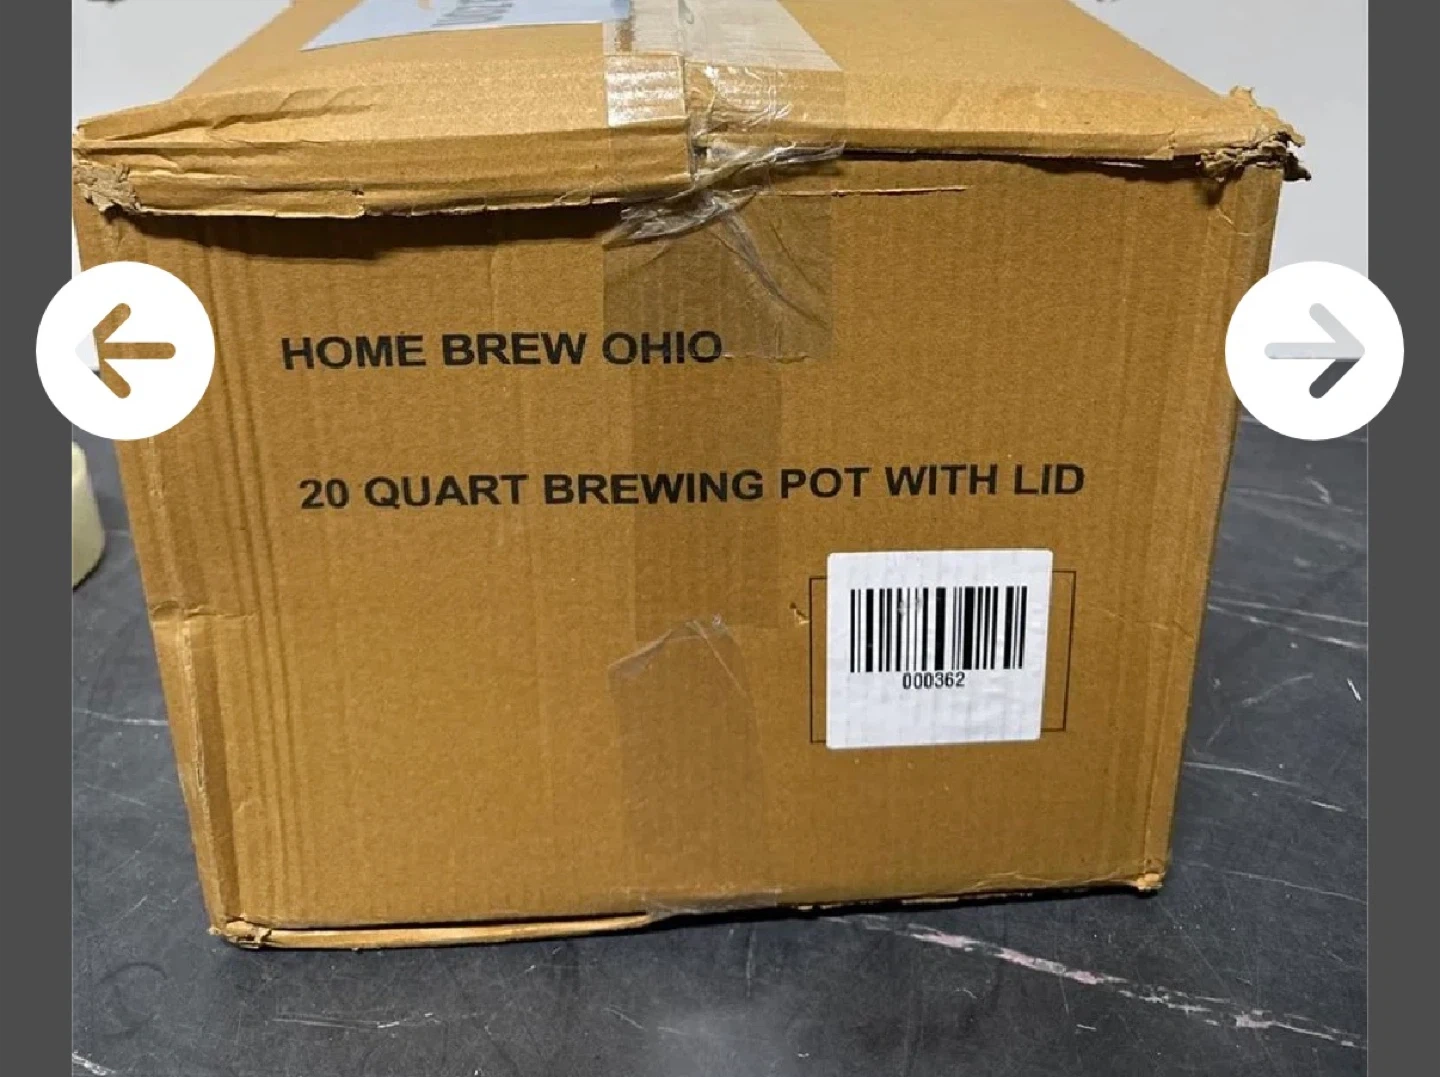 HOME BREW OHIO
20 QUART BREWING POT WITH LID
000362